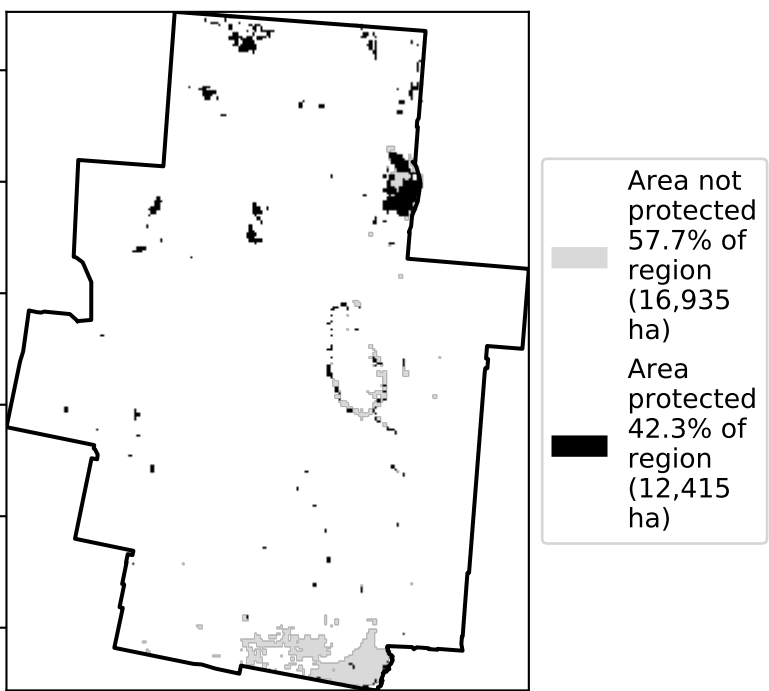 Area not
protected
57.7% of
region
(16,935
ha)
Area
protected
42.3% of
region
(12,415
ha)